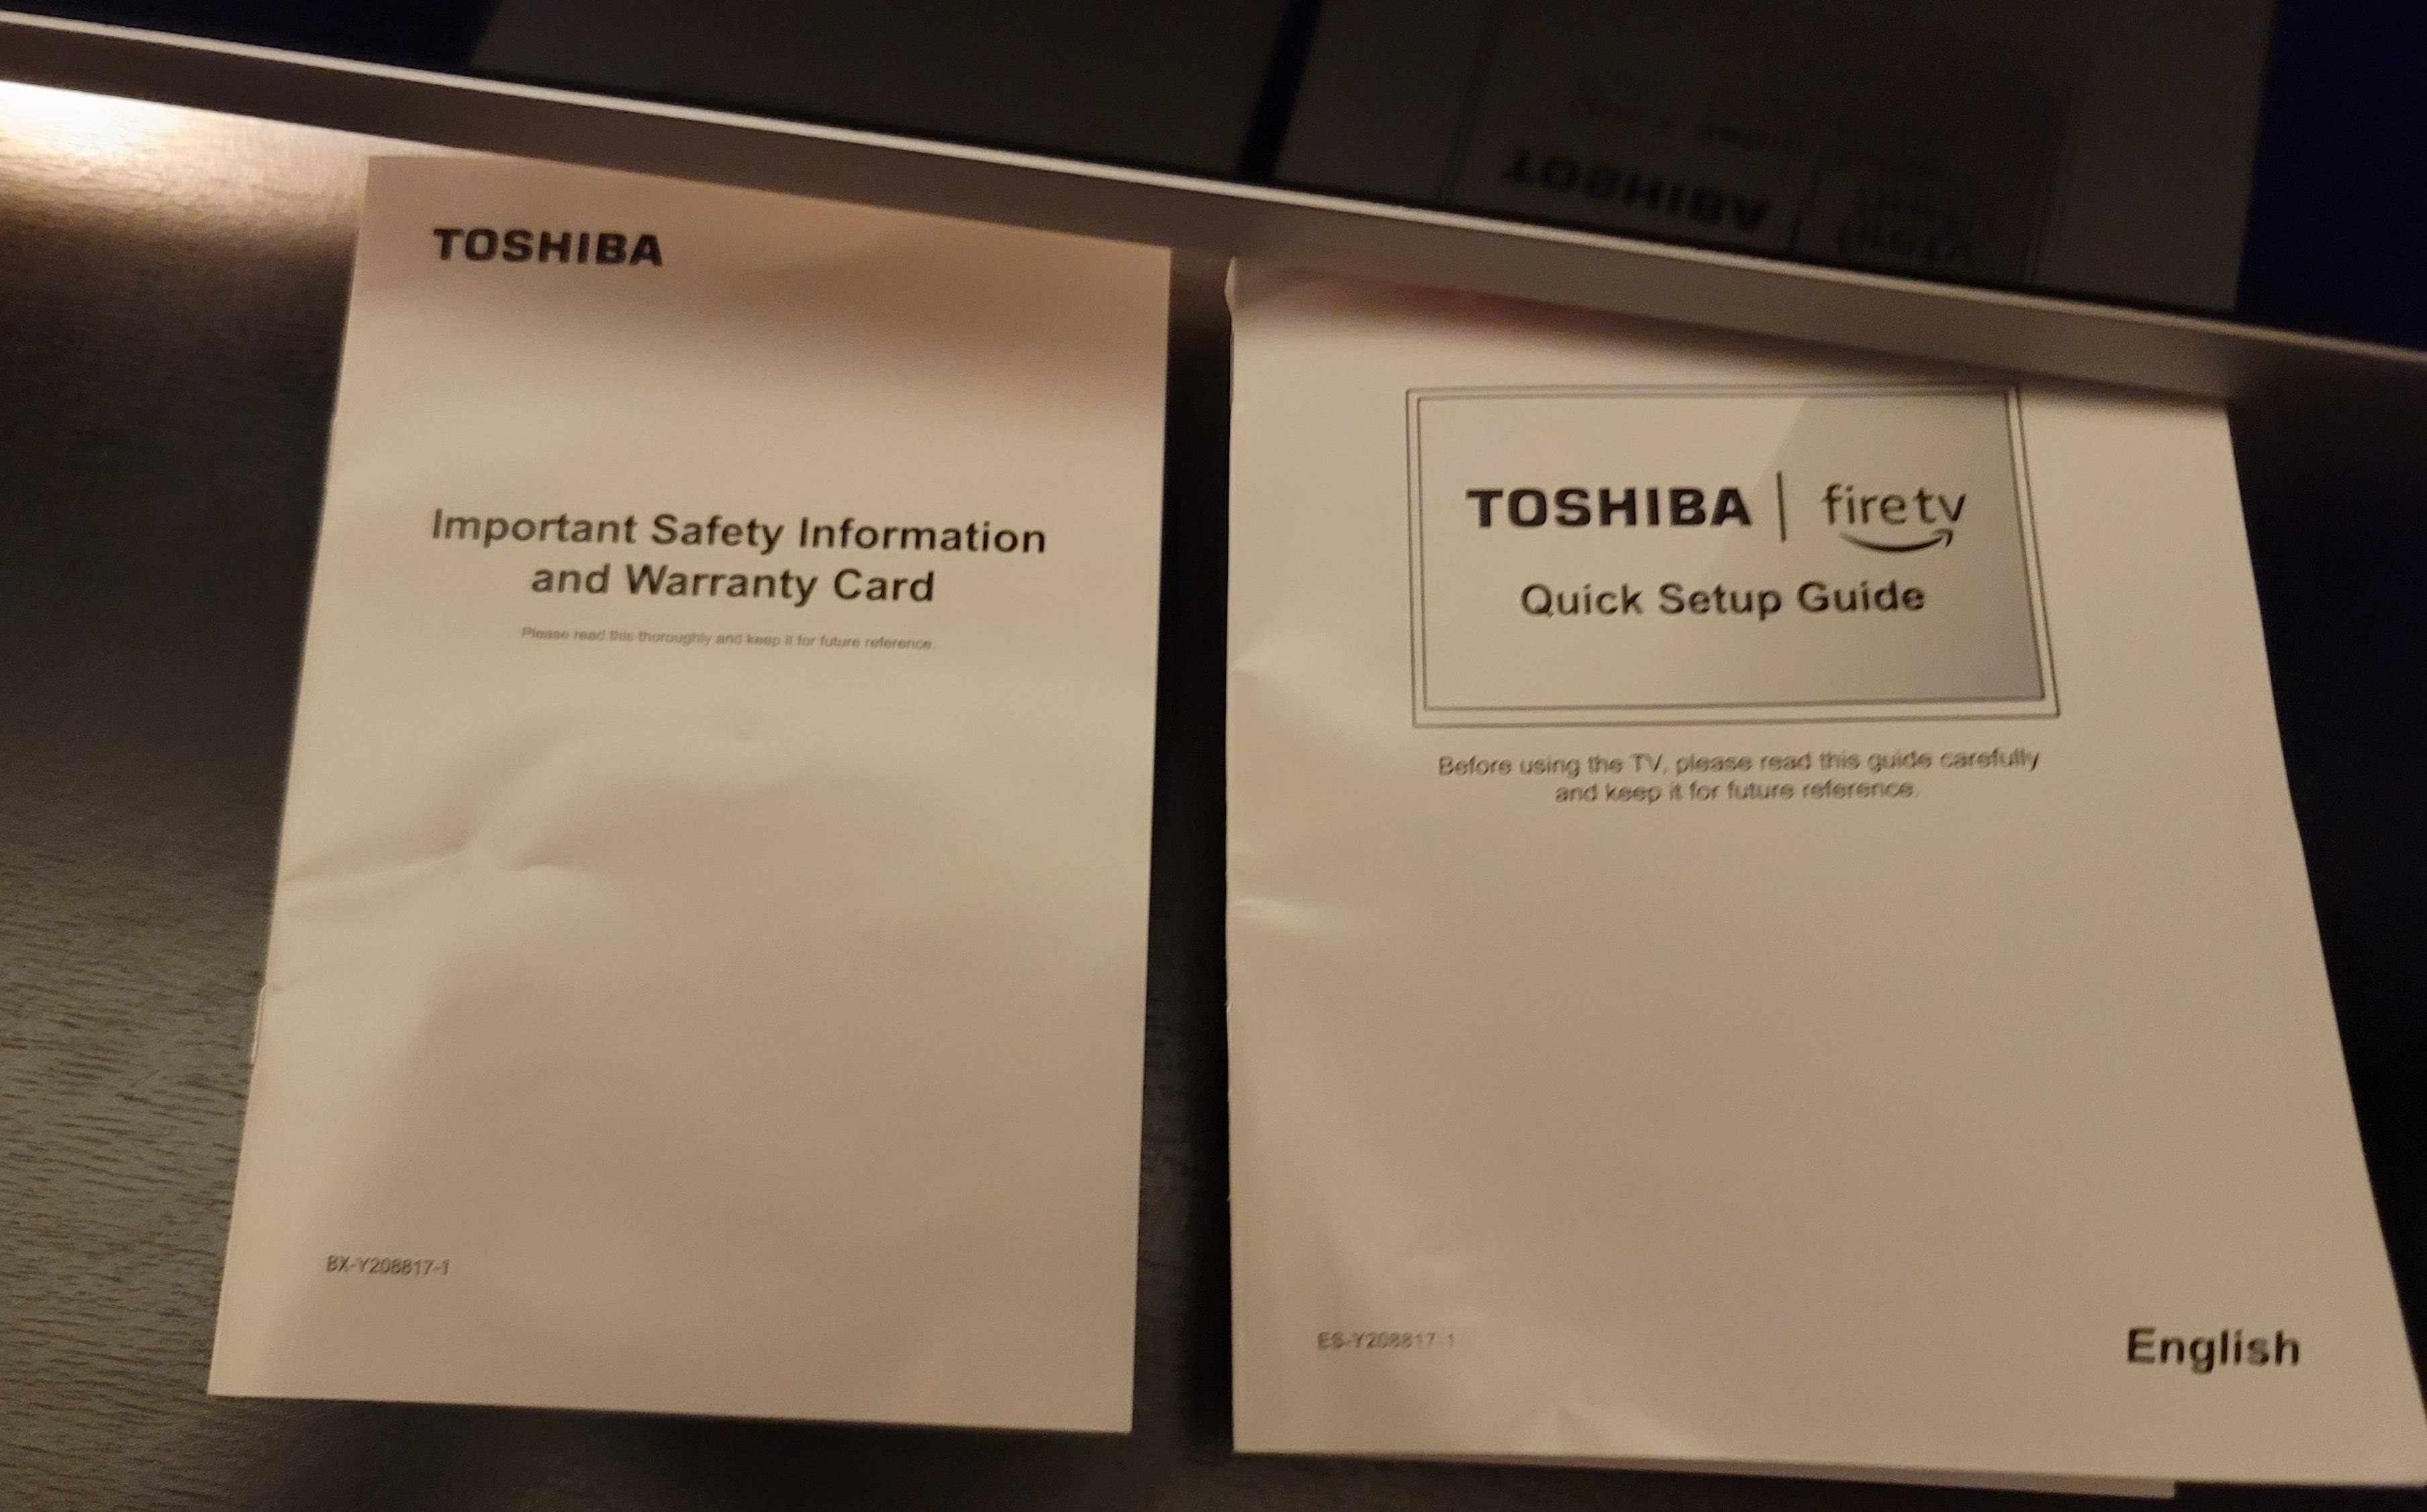 TOSHIBA
Important Safety Information
and Warranty Card
Please read this thoroughly and keep it for future reference.
BX-Y208817-1
TOSHIBA | firetv
Quick Setup Guide
Before using the TV, please read this guide carefully
and keep it for future reference.
ES-Y208817-1
English
TOSHIBA